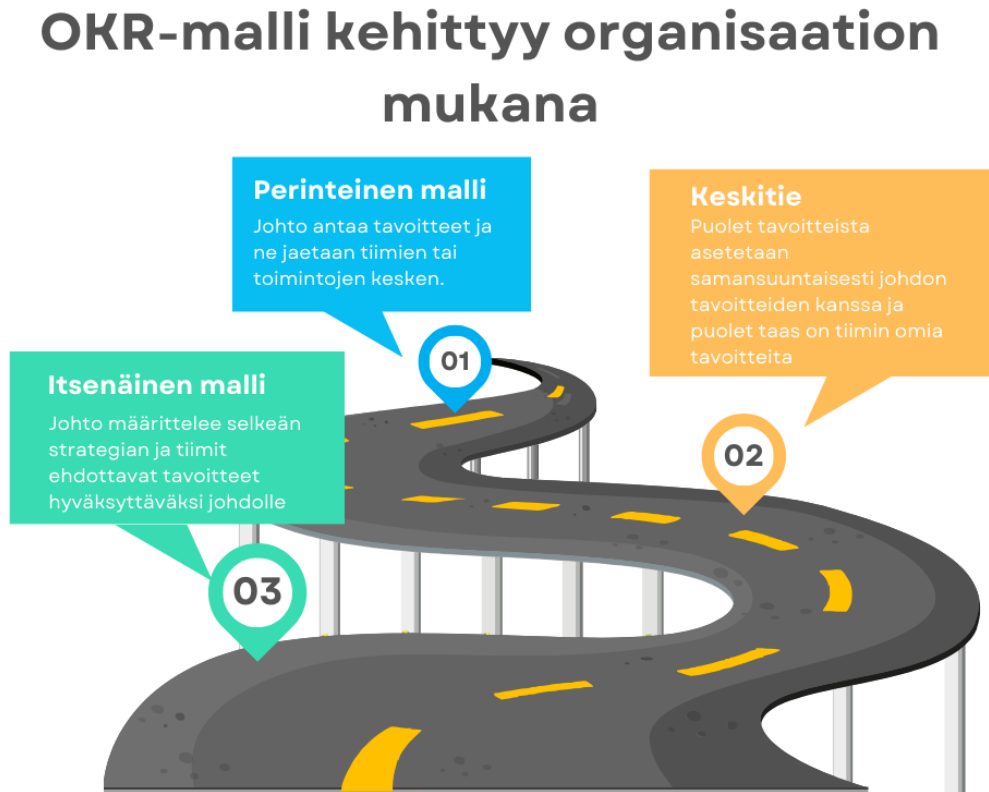 OKR-malli kehittyy organisaation
mukana
Perinteinen malli
Johto antaa tavoitteet ja
ne jaetaan tiimien tai
toimintojen kesken.
01
Keskitie
Puolet tavoitteista
asetetaan
samansuuntaisesti johdon
tavoitteiden kanssa ja
puolet taas on tiimin omia
tavoitteita
02
Itsenäinen malli
Johto määrittelee selkeän
strategian ja tiimit
ehdottavat tavoitteet
hyväksyttäväksi johdolle
03